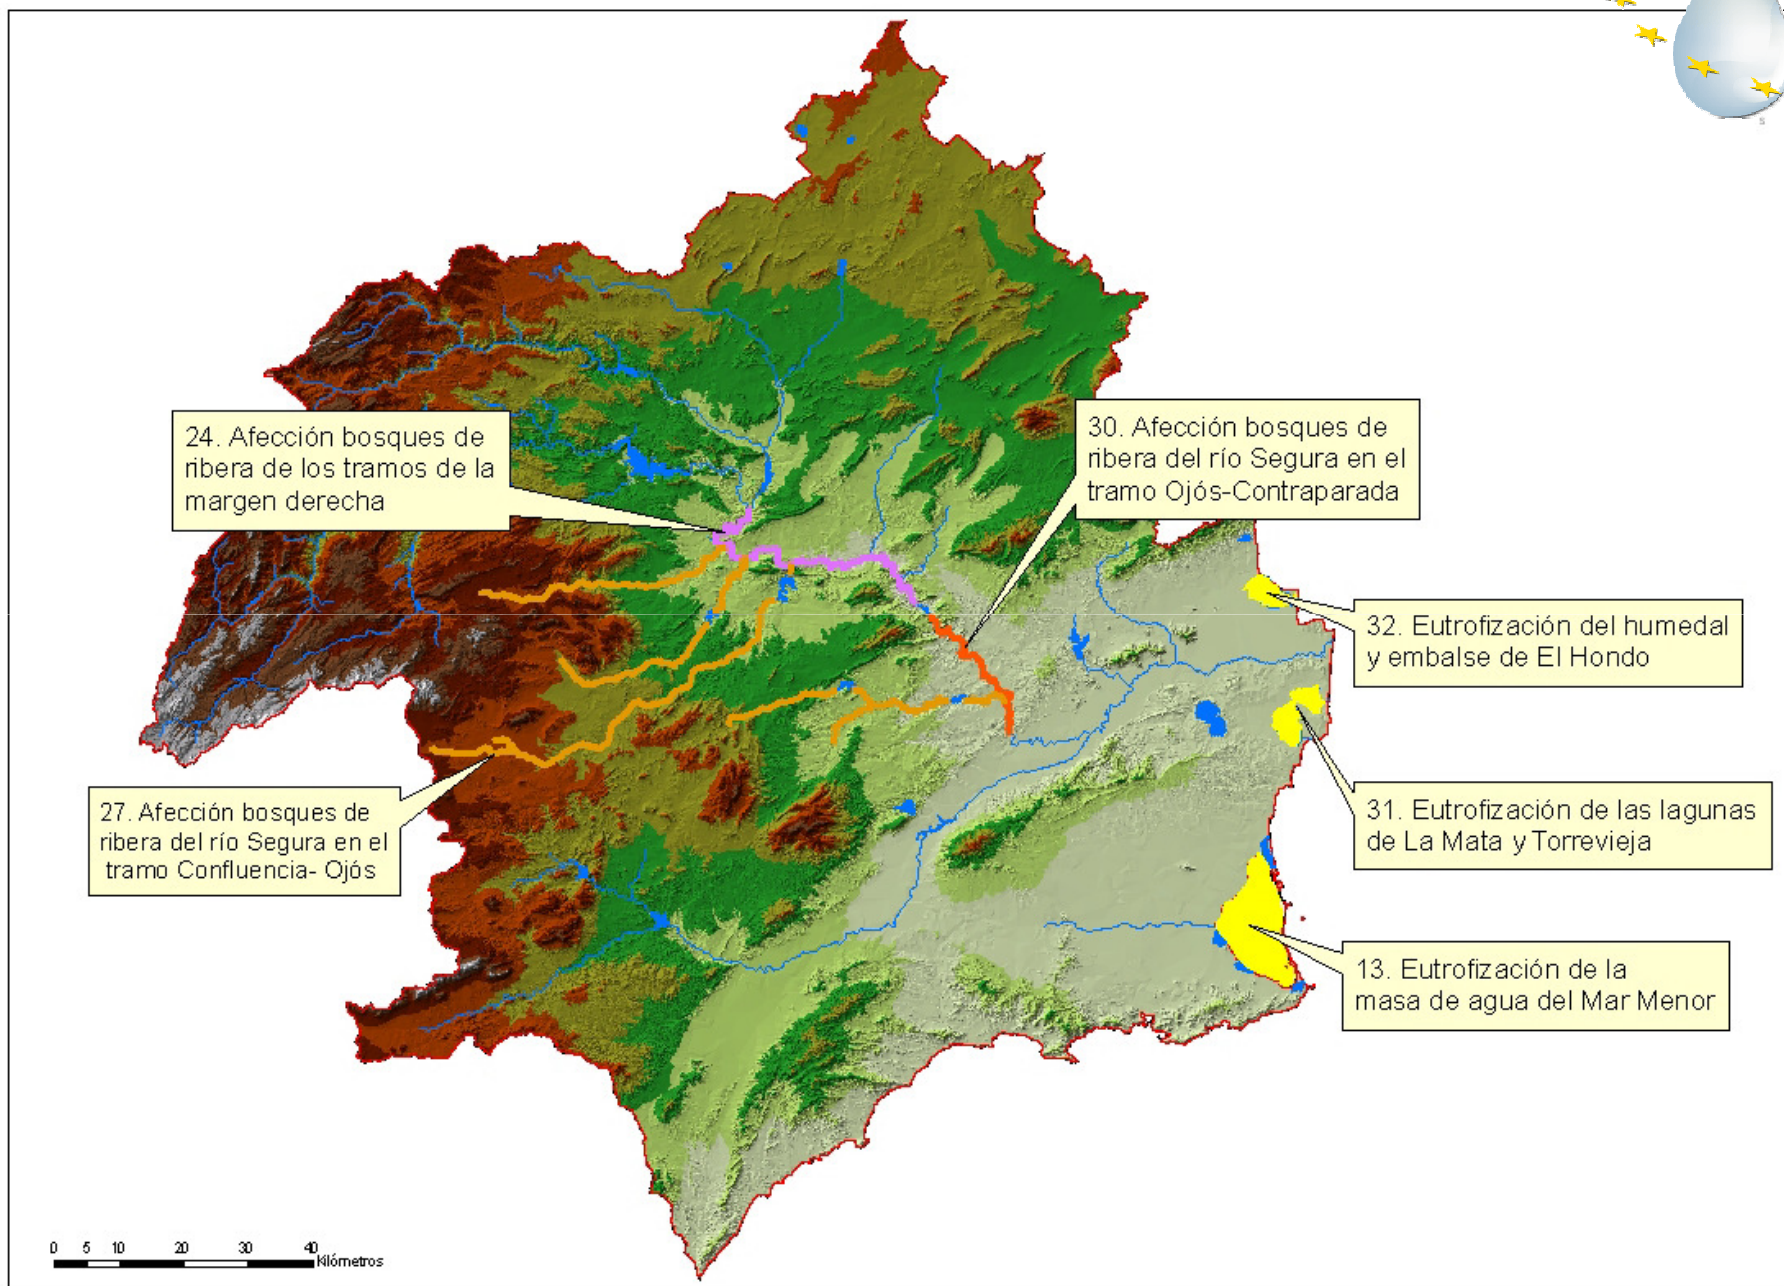 24. Afección bosques de
ribera de los tramos de la
margen derecha
30. Afección bosques de
ribera del río Segura en el
tramo Ojós-Contraparada
32. Eutrofización del humedal
y embalse de El Hondo
27. Afección bosques de
ribera del río Segura en el
tramo Confluencia- Ojós
31. Eutrofización de las lagunas
de La Mata y Torrevieja
13. Eutrofización de la
masa de agua del Mar Menor
0 5 10 20 30 40
Kilómetros
s